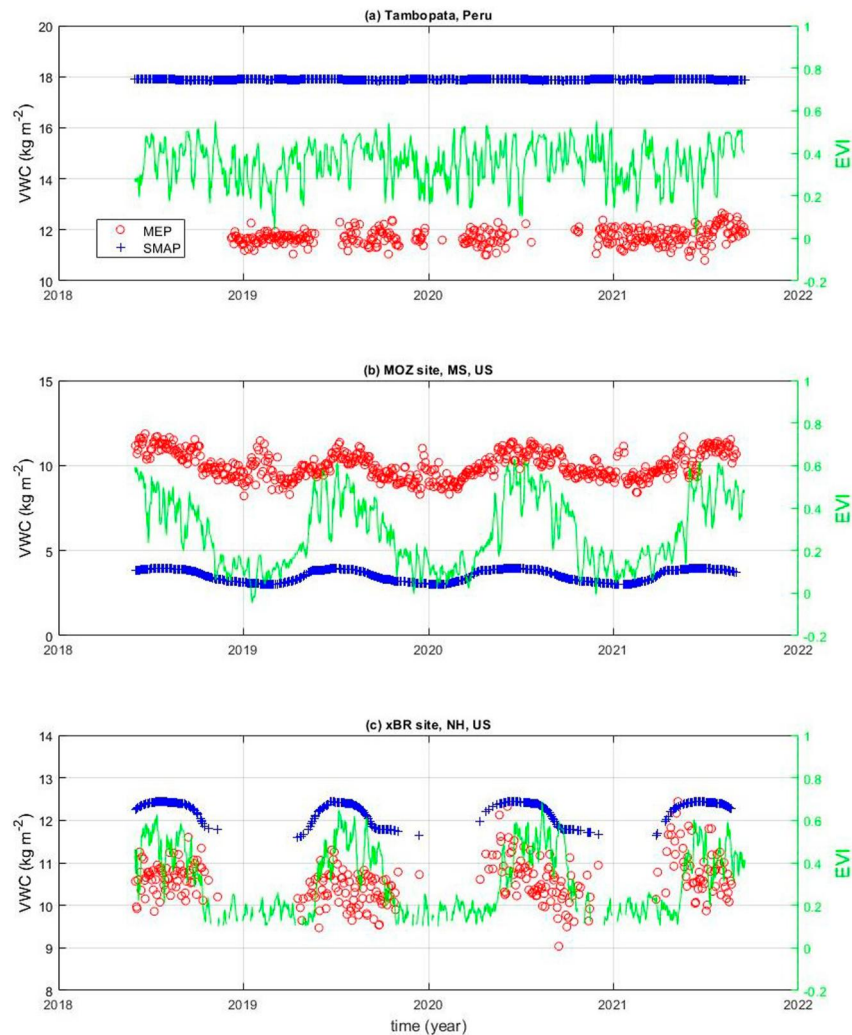 (a) Tambopata, Peru
20
18
16
14
12
10
VWC (kg m-2)
MEP
SMAP
1
0.8
0.6
0.4
0.2
0
-0.2
EVI
2018 2019 2020 2021 2022
(b) MOZ site, MS, US
15
10
5
0
VWC (kg m-2)
1
0.8
0.6
0.4
0.2
0
-0.2
EVI
2018 2019 2020 2021 2022
(c) xBR site, NH, US
14
13
12
11
10
9
8
VWC (kg m-2)
1
0.8
0.6
0.4
0.2
0
-0.2
EVI
2018 2019 2020 2021 2022
time (year)